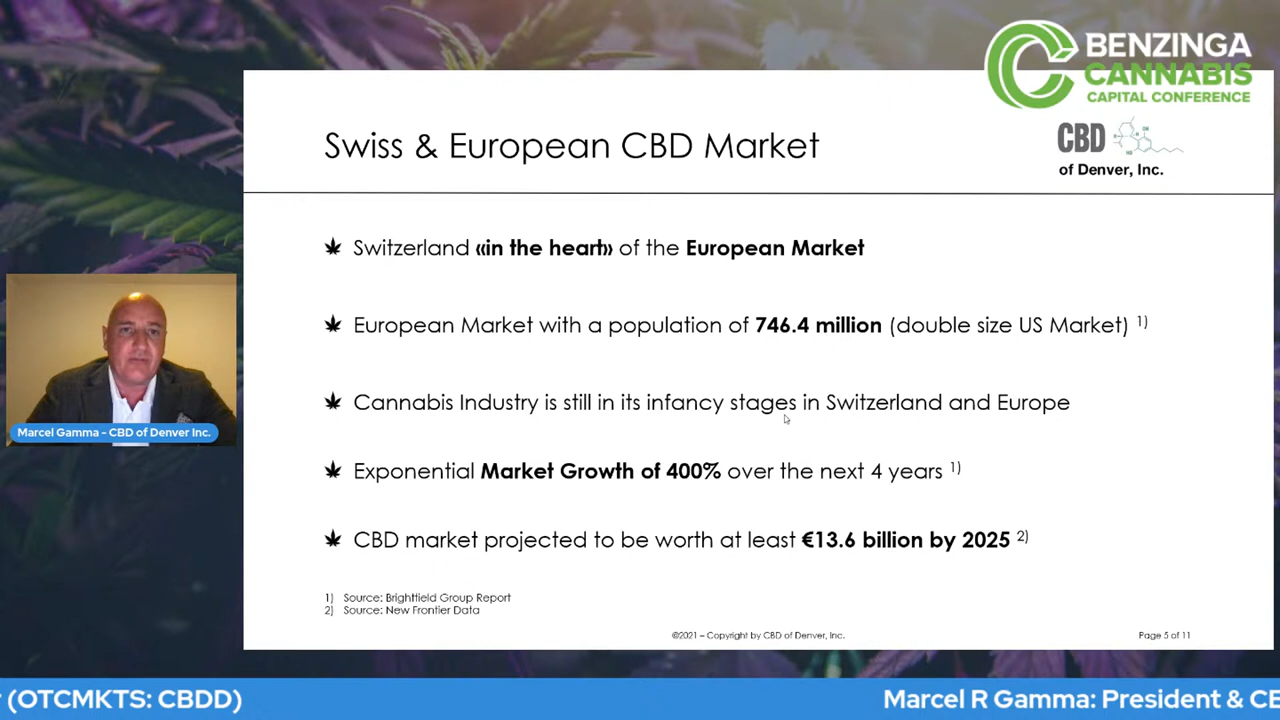 BENZINGA
CANNABIS
CAPITAL CONFERENCE
Swiss & European CBD Market
CBD
of Denver, Inc.
Switzerland «in the heart» of the European Market
European Market with a population of 746.4 million (double size US Market) 1)
Cannabis Industry is still in its infancy stages in Switzerland and Europe
Exponential Market Growth of 400% over the next 4 years 1)
CBD market projected to be worth at least €13.6 billion by 2025 2)
Marcel Gamma - CBD of Denver Inc.
1) Source: Brightfield Group Report
2) Source: New Frontier Data
©2021 – Copyright by CBD of Denver, Inc.
Page 5 of 11
(OTCMKTS: CBDD)
Marcel R Gamma: President & CE